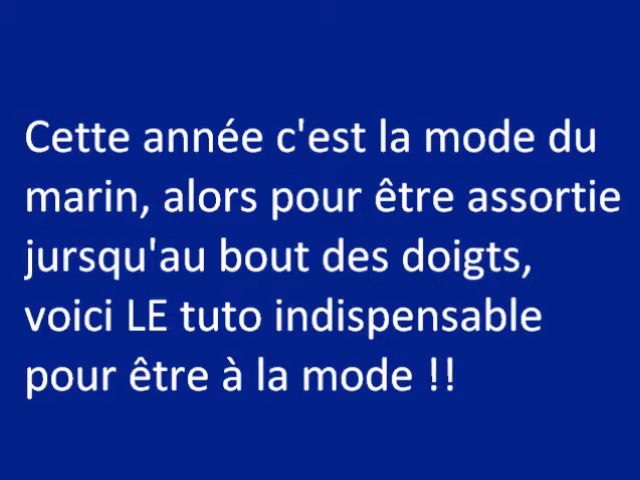 Cette année c'est la mode du
marin, alors pour être assortie
jursqu'au bout des doigts,
voici LE tuto indispensable
pour être à la mode !!